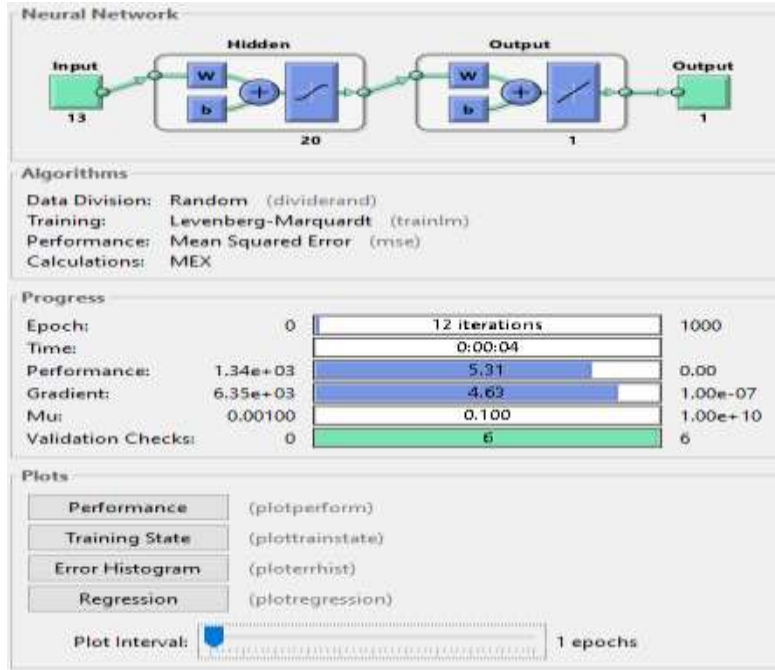 Neural Network
Hidden
Output
Input
Output
W
W
+
+
b
b
13
20
1
1
Algorithms
Data Division: Random (dividerand)
Training: Levenberg-Marquardt (trainlm)
Performance: Mean Squared Error (mse)
Calculations: MEX
Progress
Epoch: 0 12 iterations 1000
Time: 0:00:04
Performance: 1.34e+03 5.31 0.00
Gradient: 6.35e+03 4.63 1.00e-07
Mu: 0.00100 0.100 1.00e+10
Validation Checks: 0 6 6
Plots
Performance (plotperform)
Training State (plottrainstate)
Error Histogram (ploterrhist)
Regression (plotregression)
Plot Interval: 1 epochs